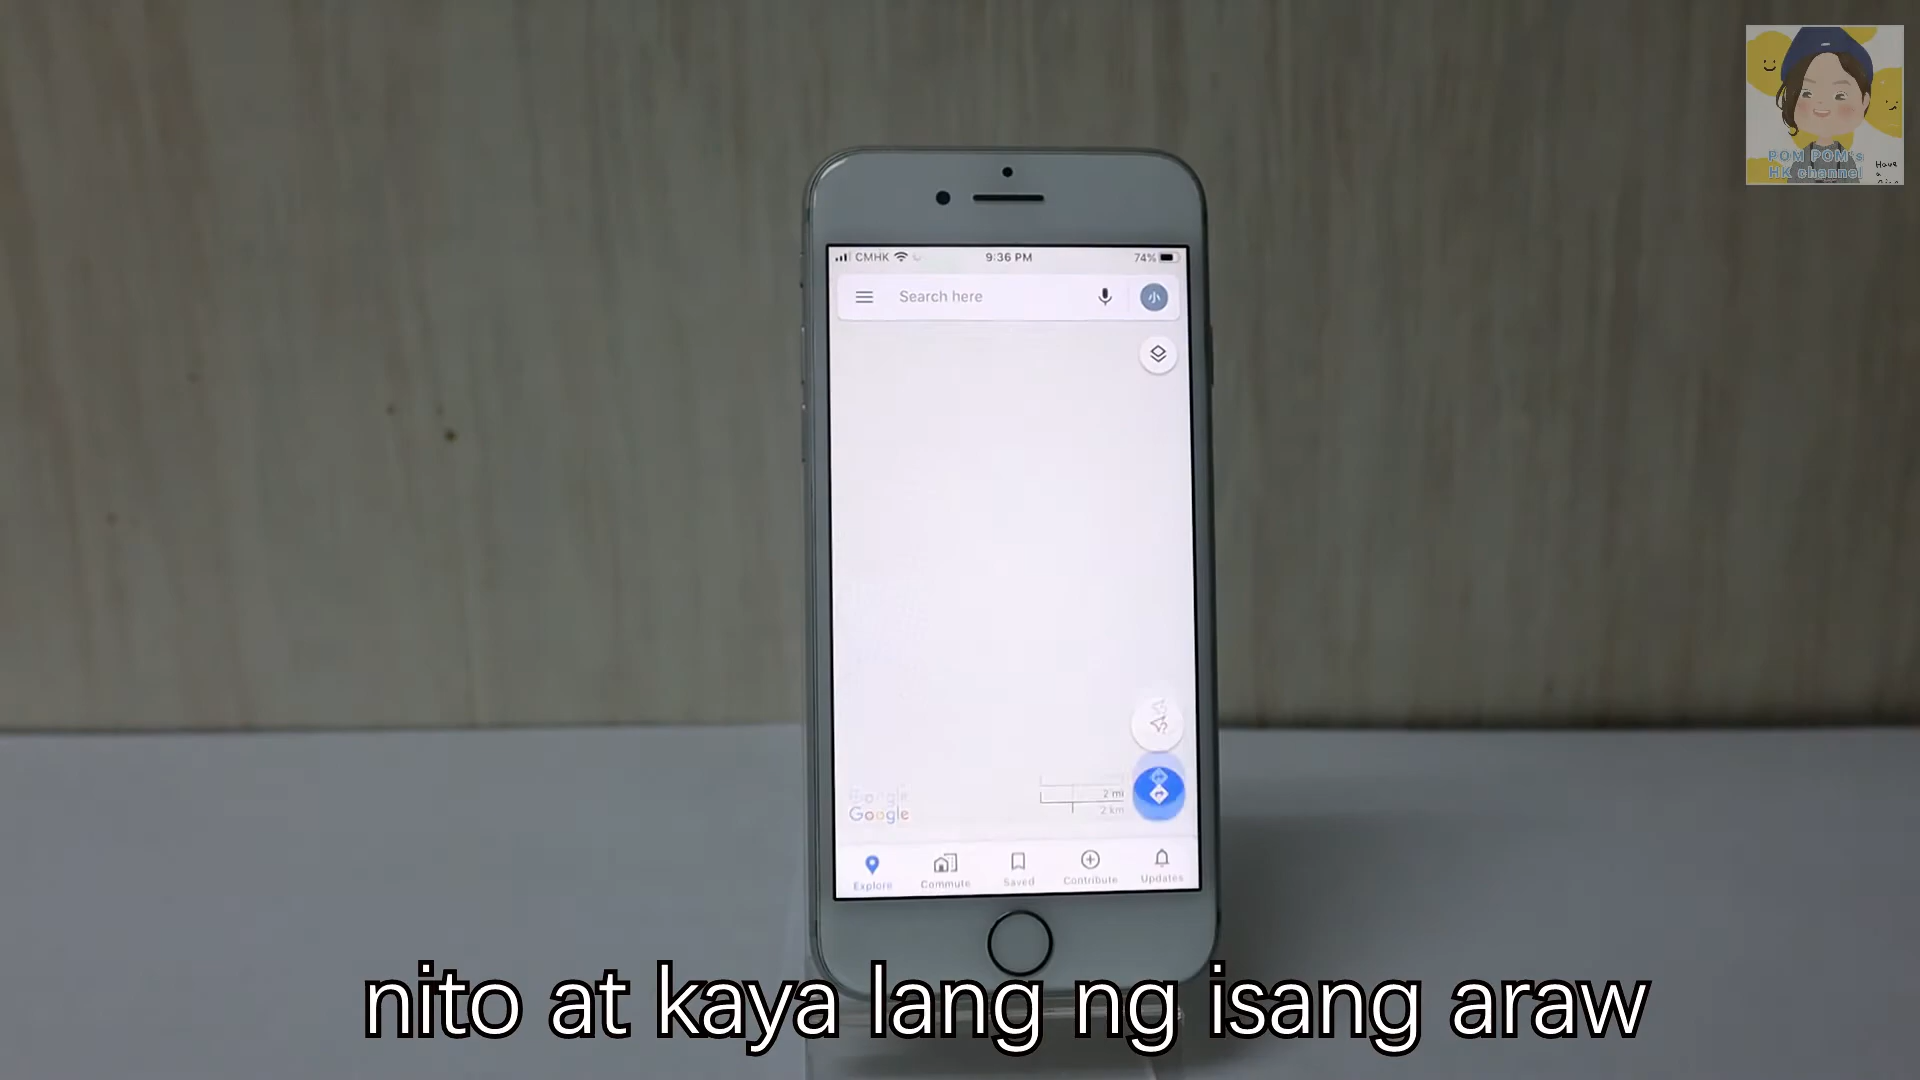 POM POM's
HK channel
Have
a
CMHK
9:36 PM
74%
Search here
小
2 mi
2 km
Google
Explore
Commute
Saved
Contribute
Updates
nito at kaya lang ng isang araw